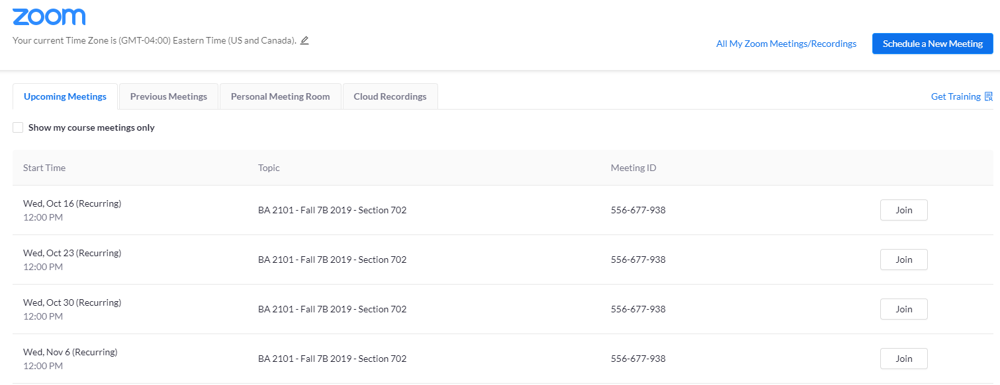 zoom
Your current Time Zone is (GMT-04:00) Eastern Time (US and Canada).
All My Zoom Meetings/Recordings
Schedule a New Meeting
Upcoming Meetings
Previous Meetings
Personal Meeting Room
Cloud Recordings
Get Training
Show my course meetings only
Start Time
Topic
Meeting ID
Wed, Oct 16 (Recurring)
12:00 PM
BA 2101 - Fall 7B 2019 - Section 702
556-677-938
Join
Wed, Oct 23 (Recurring)
12:00 PM
BA 2101 - Fall 7B 2019 - Section 702
556-677-938
Join
Wed, Oct 30 (Recurring)
12:00 PM
BA 2101 - Fall 7B 2019 - Section 702
556-677-938
Join
Wed, Nov 6 (Recurring)
12:00 PM
BA 2101 - Fall 7B 2019 - Section 702
556-677-938
Join